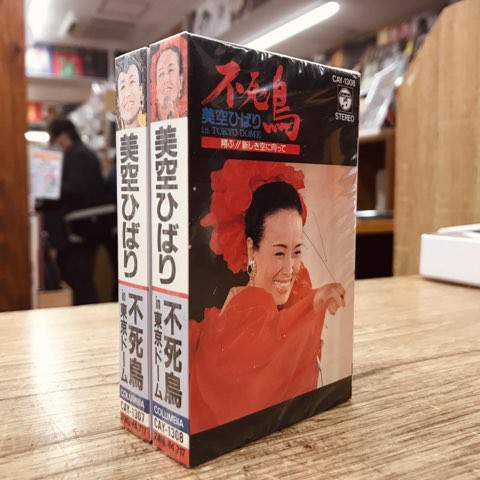 美空ひばり
不死鳥
in 東京ドーム
COLUMBIA
CAY-1307
美空ひばり
不死鳥
in 東京ドーム
COLUMBIA
CAY-1308
不死鳥
美空ひばり
in TOKYO DOME
翔ぶ!! 新しき空に向って
CAY-1308
STEREO